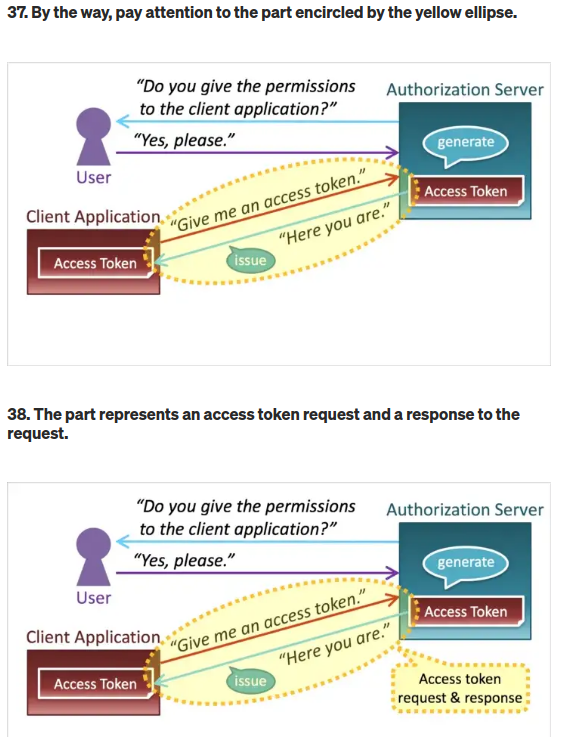 37. By the way, pay attention to the part encircled by the yellow ellipse.
“Do you give the permissions
to the client application?”
Authorization Server
“Yes, please.”
generate
User
“Give me an access token.”
Access Token
Client Application
“Here you are.”
Access Token
issue
38. The part represents an access token request and a response to the
request.
“Do you give the permissions
to the client application?”
Authorization Server
“Yes, please.”
generate
User
“Give me an access token.”
Access Token
Client Application
“Here you are.”
Access Token
issue
Access token
request & response